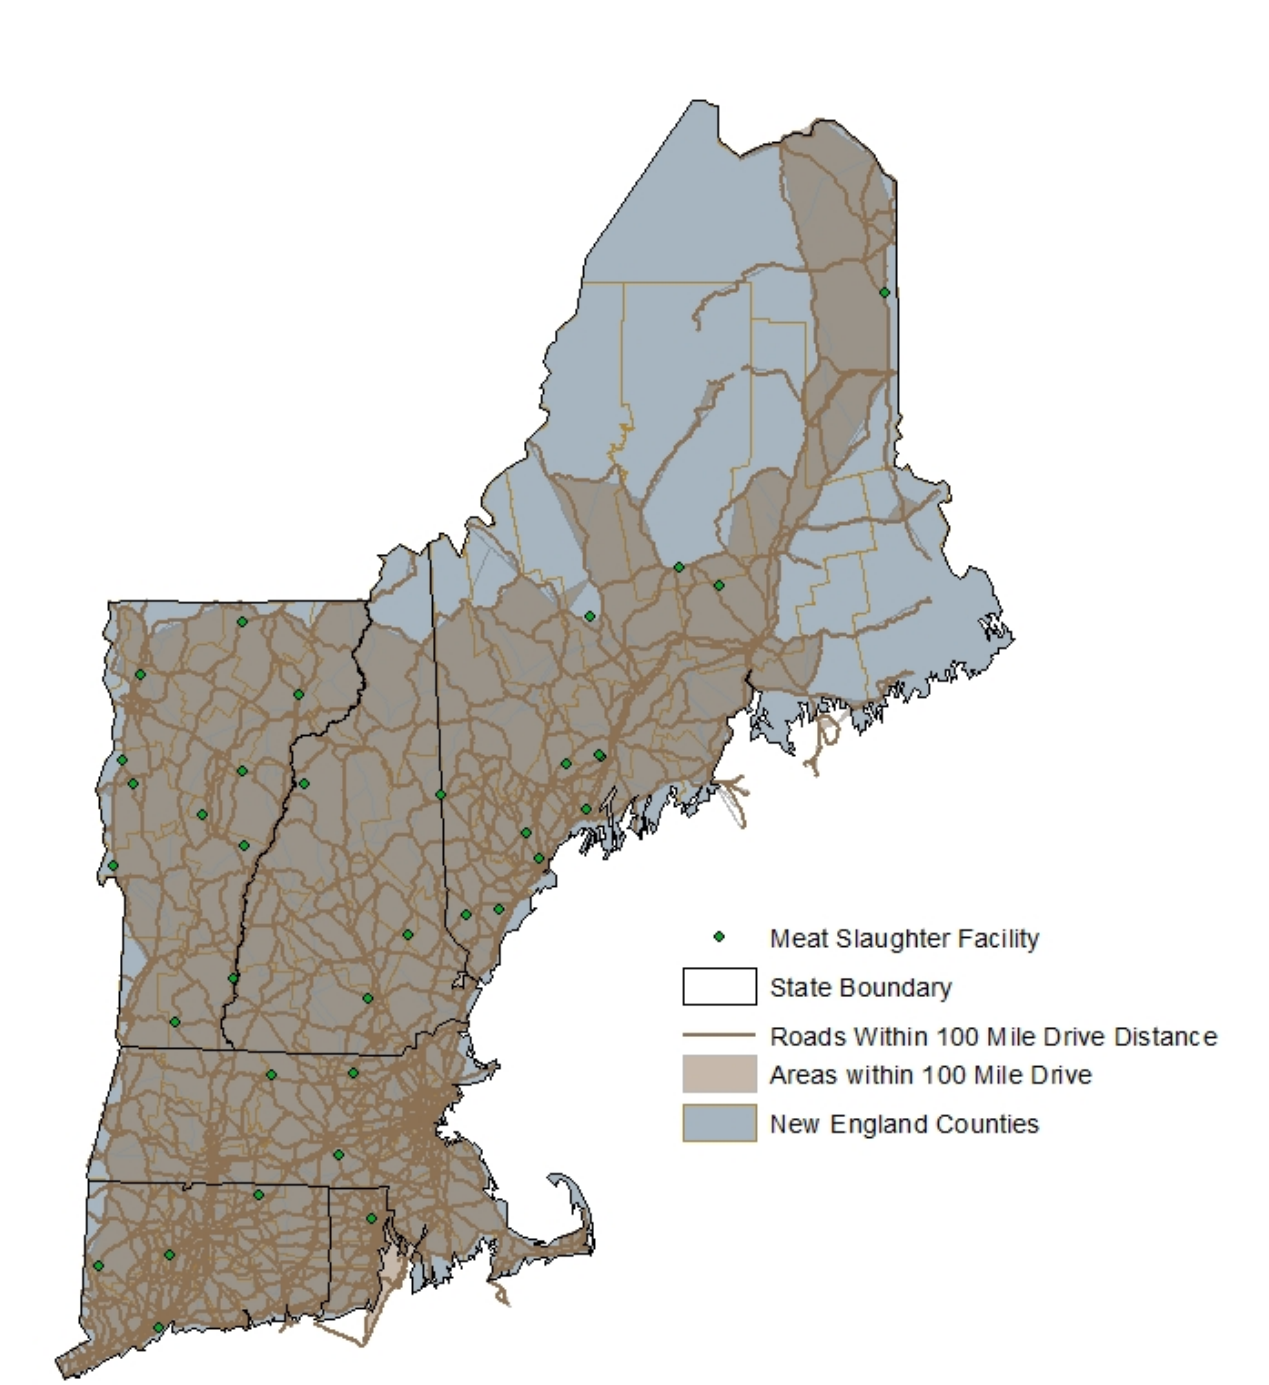 Meat Slaughter Facility
State Boundary
Roads Within 100 Mile Drive Distance
Areas within 100 Mile Drive
New England Counties